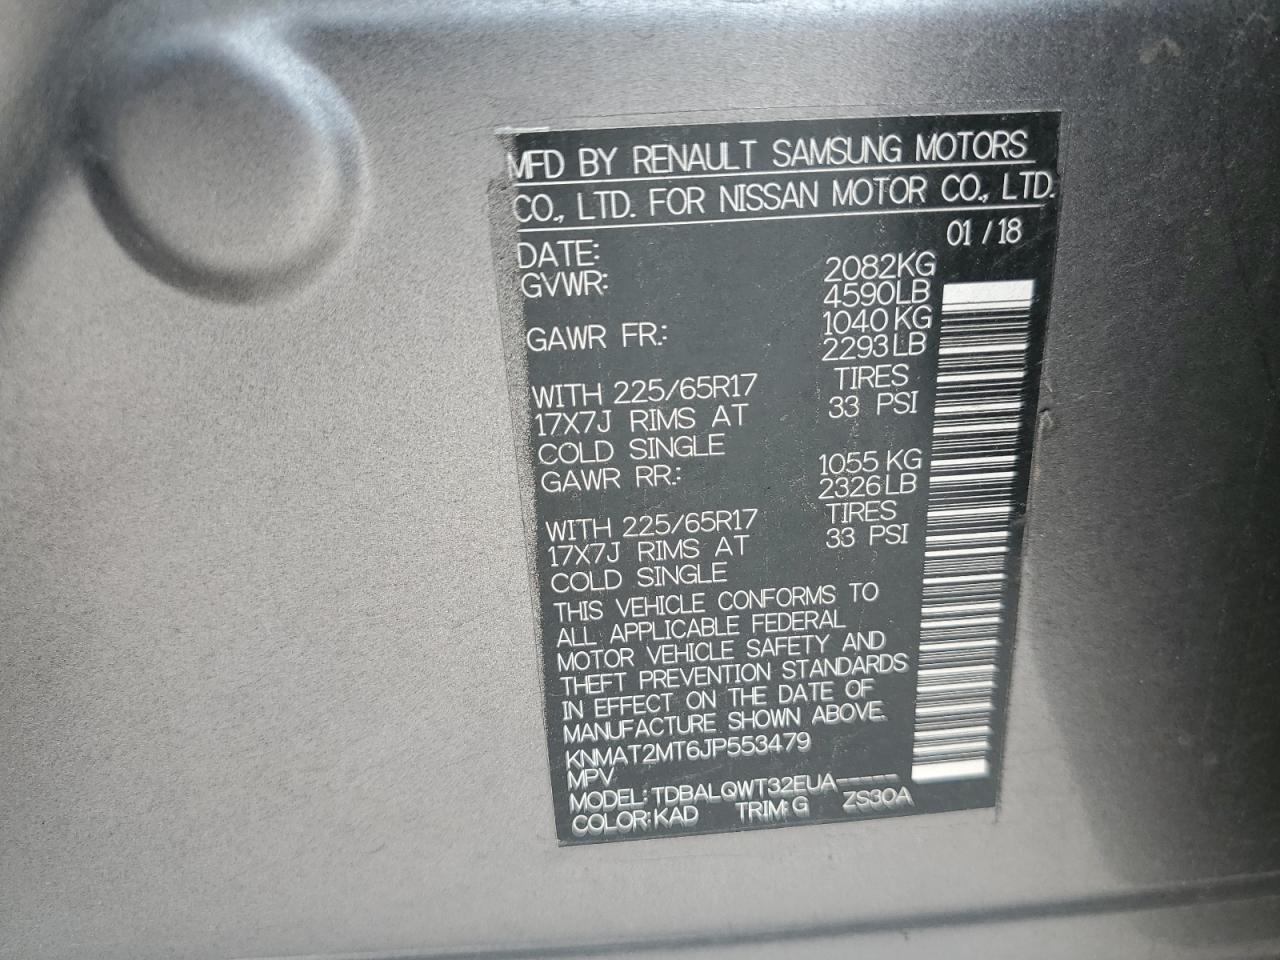 MFD BY RENAULT SAMSUNG MOTORS
CO., LTD. FOR NISSAN MOTOR CO., LTD.
DATE: 01 / 18
GVWR: 2082KG
4590LB
GAWR FR.: 1040 KG
2293 LB
WITH 225/65R17 TIRES
17X7J RIMS AT 33 PSI
COLD SINGLE
GAWR RR.: 1055 KG
2326 LB
WITH 225/65R17 TIRES
17X7J RIMS AT 33 PSI
COLD SINGLE
THIS VEHICLE CONFORMS TO
ALL APPLICABLE FEDERAL
MOTOR VEHICLE SAFETY AND
THEFT PREVENTION STANDARDS
IN EFFECT ON THE DATE OF
MANUFACTURE SHOWN ABOVE.
KNMAT2MT6JP553479
MPV
MODEL: TDBALQWT32EUA------
COLOR: KAD TRIM: G ZS30A